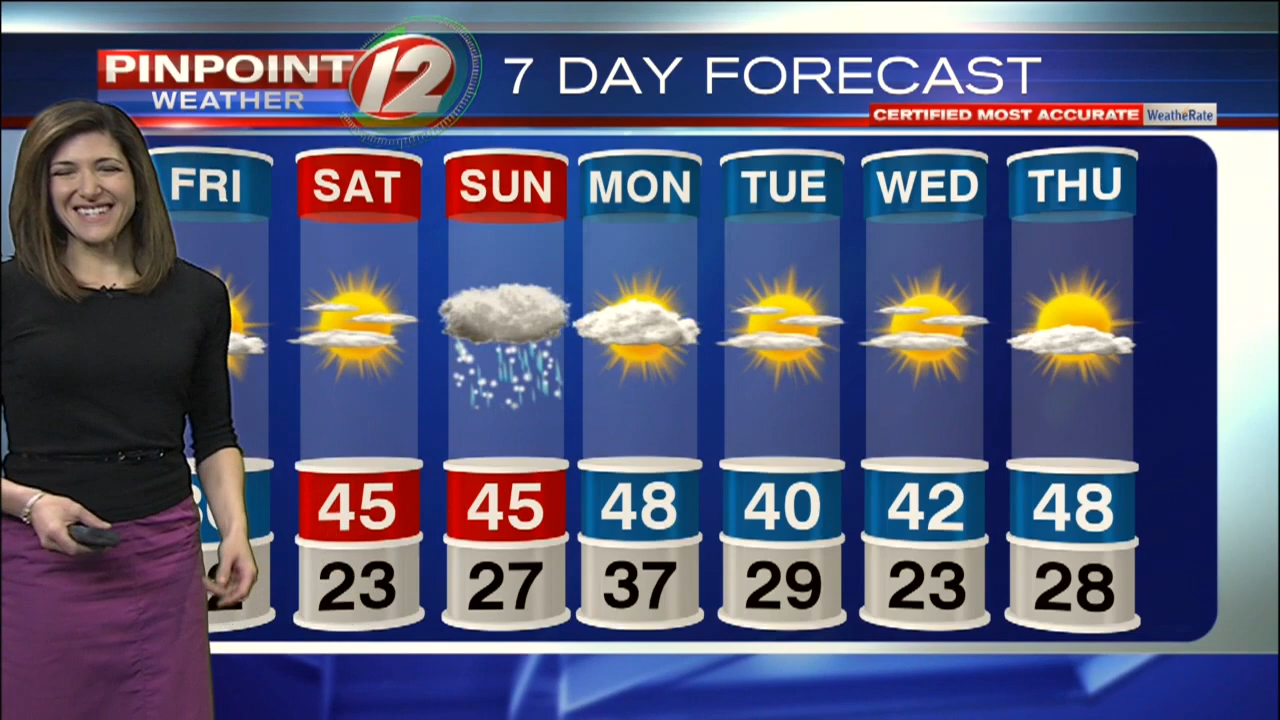 PINPOINT 12
WEATHER
7 DAY FORECAST
CERTIFIED MOST ACCURATE WeatheRate
FRI SAT SUN MON TUE WED THU
45 45 48 40 42 48
23 27 37 29 23 28